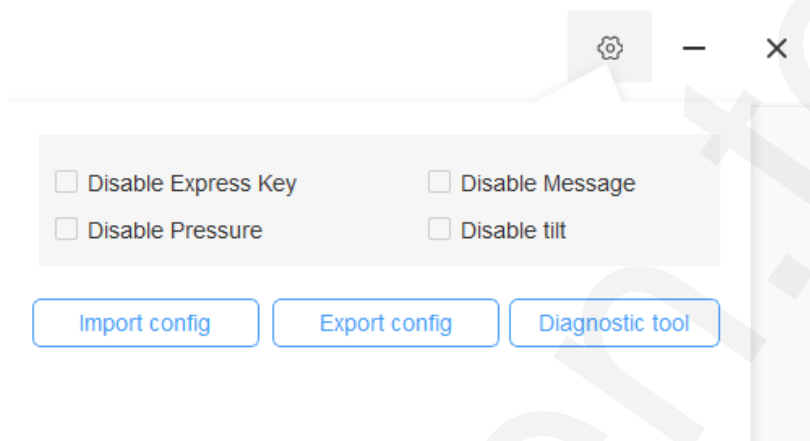 Disable Express Key Disable Message
Disable Pressure Disable tilt
Import config Export config Diagnostic tool